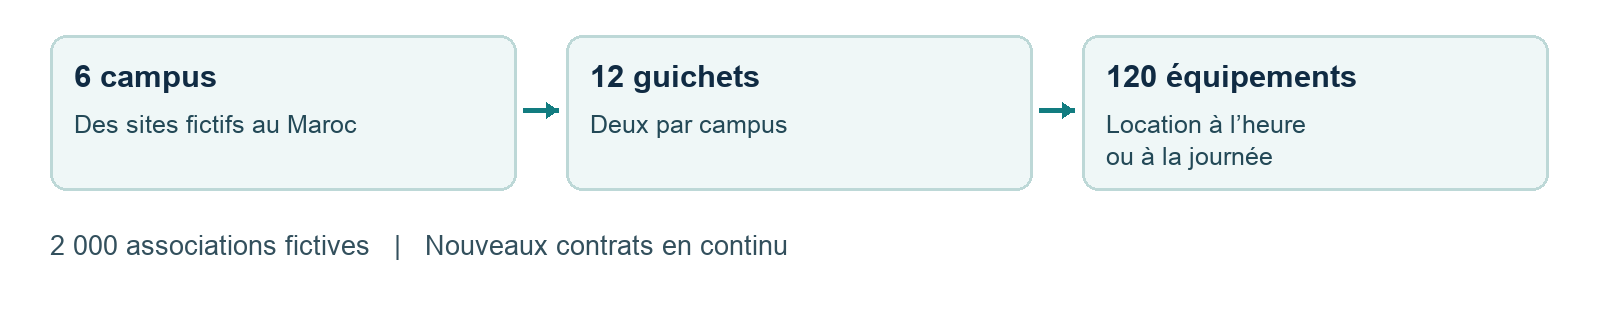 6 campus
Des sites fictifs au Maroc
12 guichets
Deux par campus
120 équipements
Location à l’heure
ou à la journée
2 000 associations fictives | Nouveaux contrats en continu